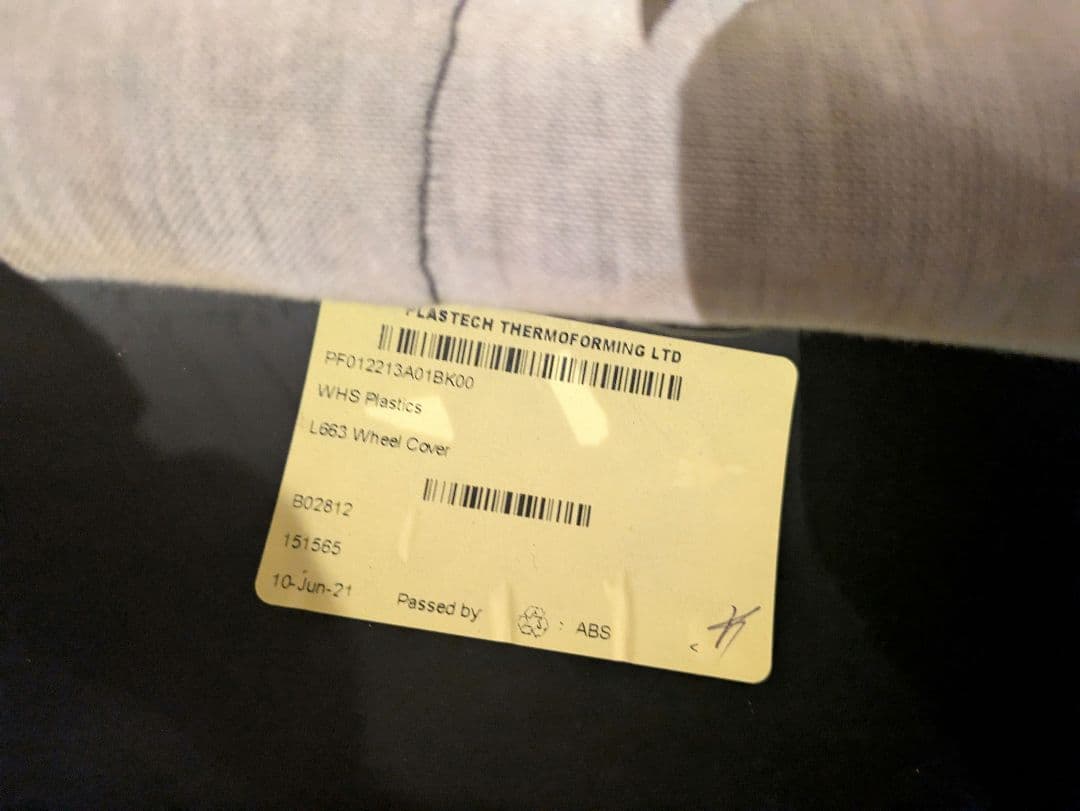 PLASTECH THERMOFORMING LTD
PF012213A01BK00
WHS Plastics
L663 Wheel Cover
B02812
151565
10-Jun-21
Passed by
: ABS
<